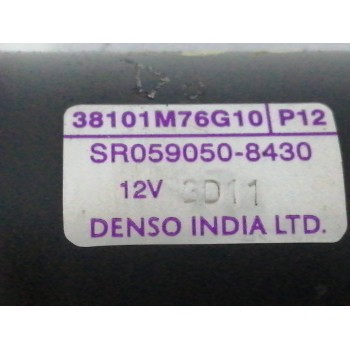 38101M76G10 P12
SR059050-8430
12V 3D11
DENSO INDIA LTD.